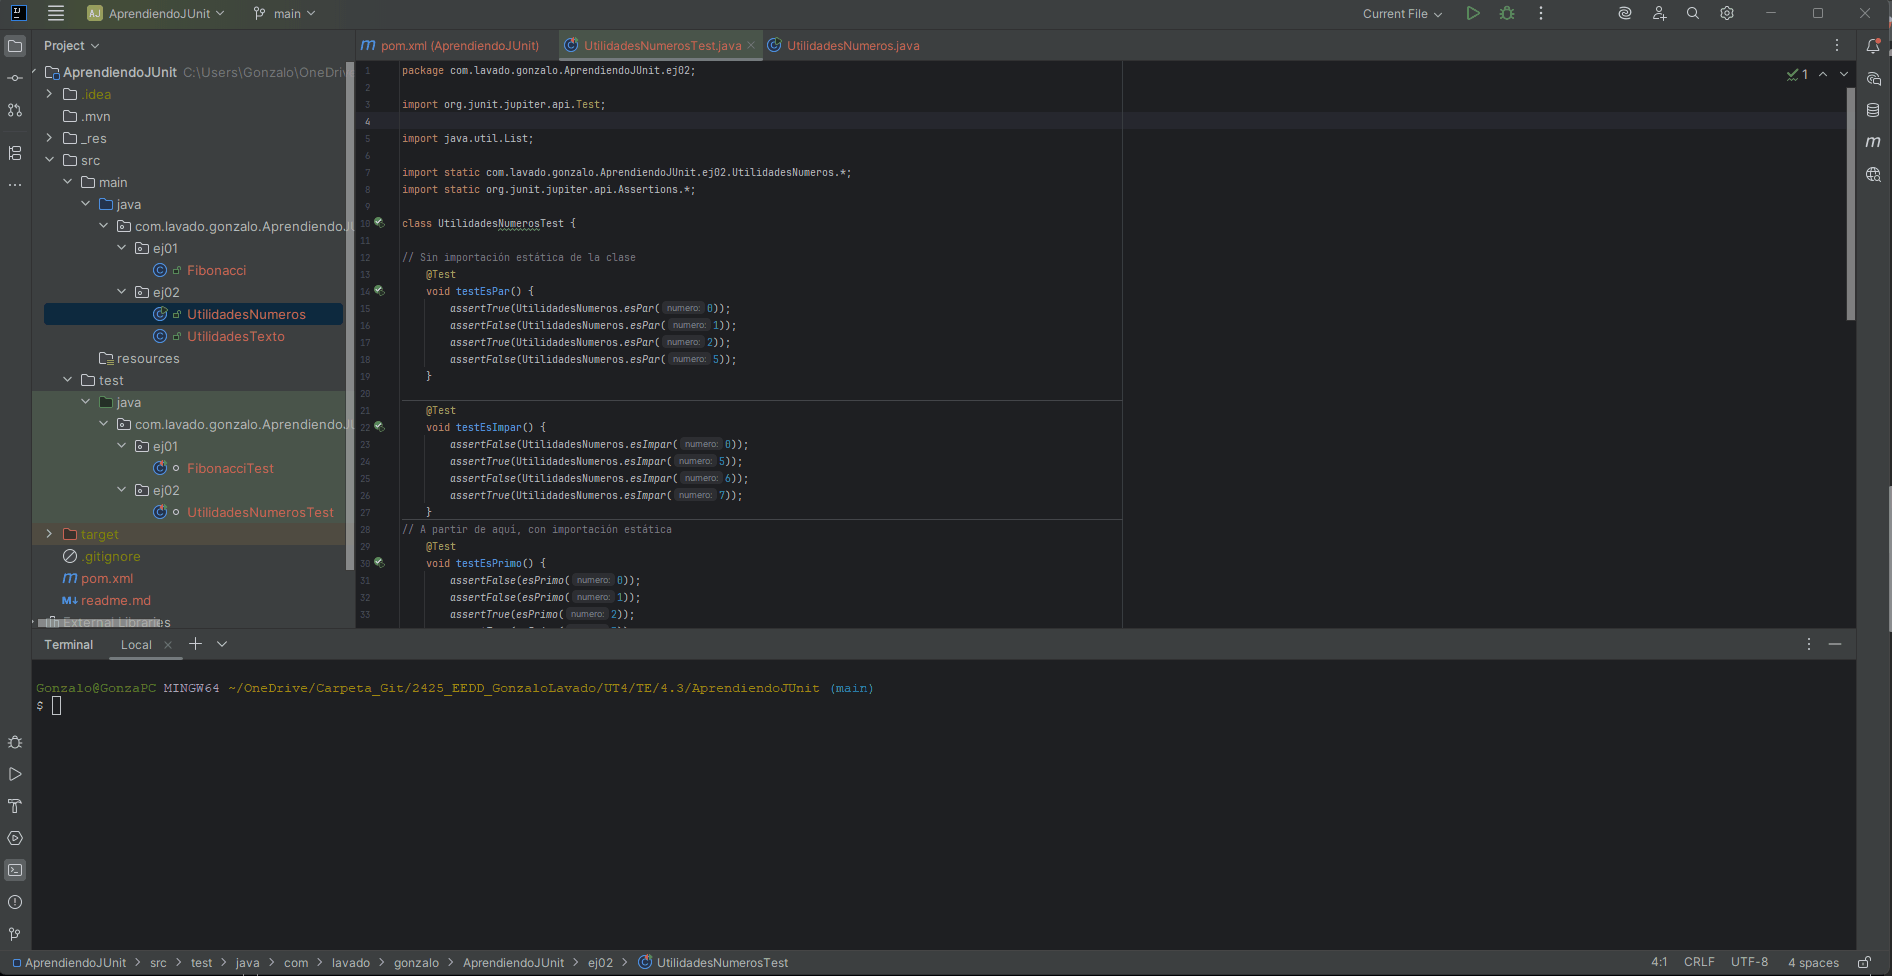 AJ AprendiendoJUnit main Current File
Project
AprendiendoJUnit C:\Users\Gonzalo\OneDriv
.idea
.mvn
_res
src
main
java
com.lavado.gonzalo.AprendiendoJU
ej01
Fibonacci
ej02
UtilidadesNumeros
UtilidadesTexto
resources
test
java
com.lavado.gonzalo.AprendiendoJU
ej01
FibonacciTest
ej02
UtilidadesNumerosTest
target
.gitignore
pom.xml
readme.md
External Libraries
pom.xml (AprendiendoJUnit) UtilidadesNumerosTest.java UtilidadesNumeros.java
1
1 package com.lavado.gonzalo.AprendiendoJUnit.ej02;
2
3 import org.junit.jupiter.api.Test;
4
5 import java.util.List;
6
7 import static com.lavado.gonzalo.AprendiendoJUnit.ej02.UtilidadesNumeros.*;
8 import static org.junit.jupiter.api.Assertions.*;
9
10 class UtilidadesNumerosTest {
11
12 // Sin importación estática de la clase
13 @Test
14 void testEsPar() {
15 assertTrue(UtilidadesNumeros.esPar( numero: 0));
16 assertFalse(UtilidadesNumeros.esPar( numero: 1));
17 assertTrue(UtilidadesNumeros.esPar( numero: 2));
18 assertFalse(UtilidadesNumeros.esPar( numero: 5));
19 }
20
21 @Test
22 void testEsImpar() {
23 assertFalse(UtilidadesNumeros.esImpar( numero: 0));
24 assertTrue(UtilidadesNumeros.esImpar( numero: 5));
25 assertFalse(UtilidadesNumeros.esImpar( numero: 6));
26 assertTrue(UtilidadesNumeros.esImpar( numero: 7));
27 }
28 // A partir de aquí, con importación estática
29 @Test
30 void testEsPrimo() {
31 assertFalse(esPrimo( numero: 0));
32 assertFalse(esPrimo( numero: 1));
33 assertTrue(esPrimo( numero: 2));
Terminal Local
Gonzalo@GonzaPC MINGW64 ~/OneDrive/Carpeta_Git/2425_EEDD_GonzaloLavado/UT4/TE/4.3/AprendiendoJUnit (main)
$
AprendiendoJUnit > src > test > java > com > lavado > gonzalo > AprendiendoJUnit > ej02 > UtilidadesNumerosTest
4:1 CRLF UTF-8 4 spaces